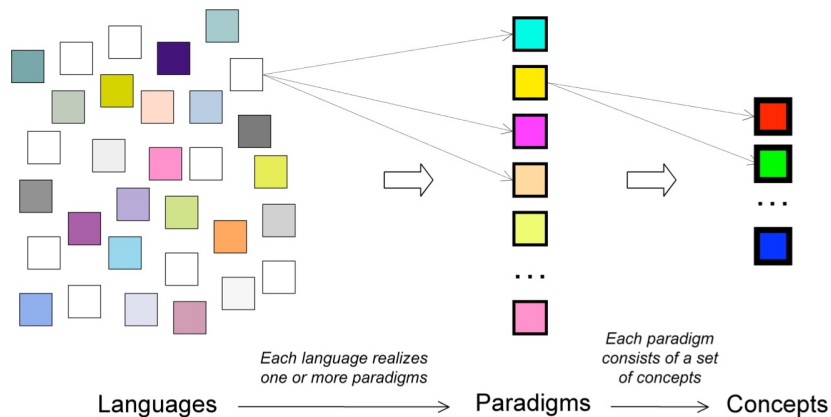 ...
...
Each language realizes
one or more paradigms
Each paradigm
consists of a set
of concepts
Languages
Paradigms
Concepts